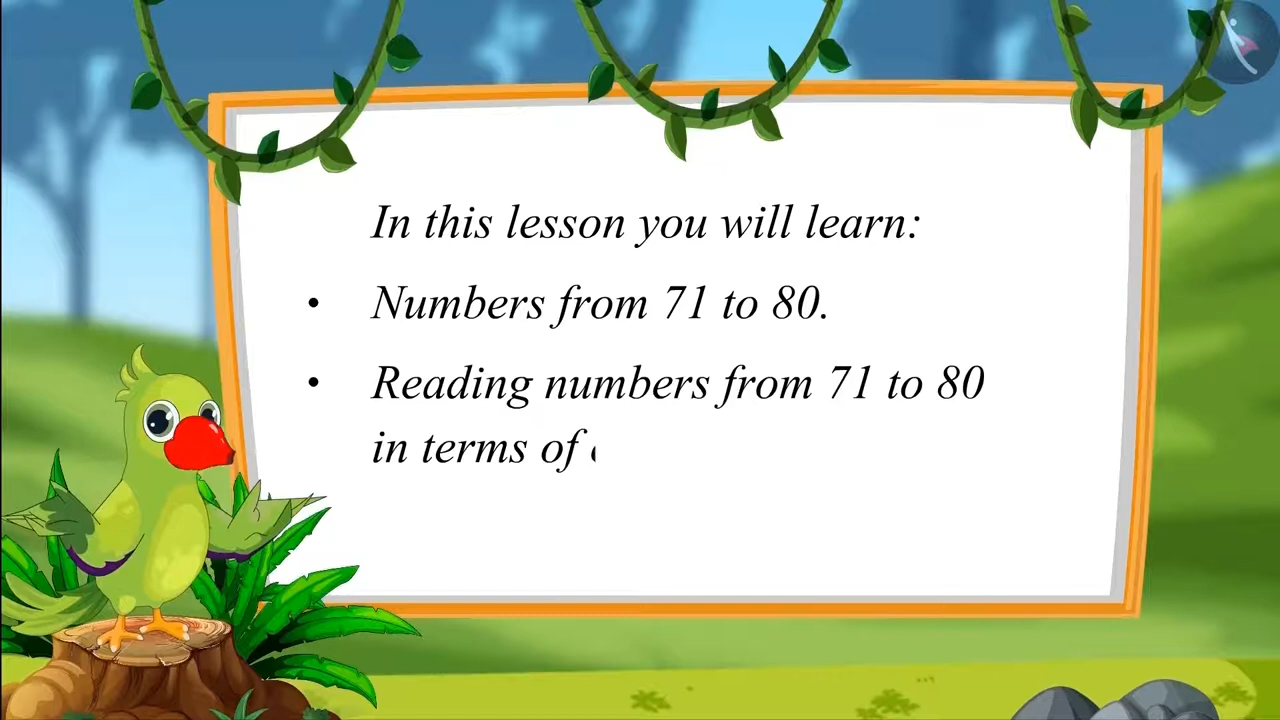 In this lesson you will learn:
• Numbers from 71 to 80.
• Reading numbers from 71 to 80
in terms of